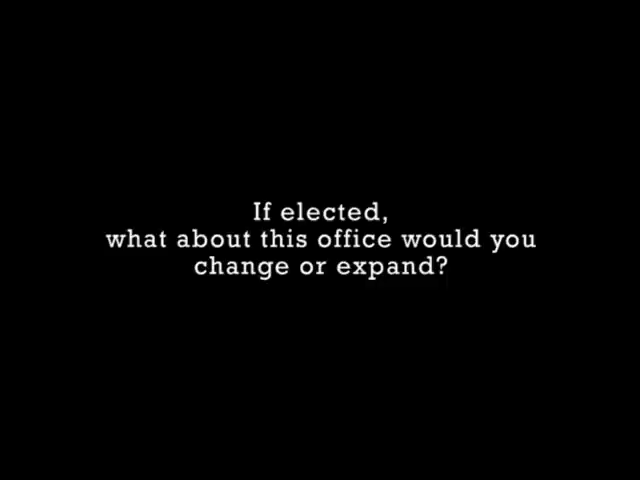 If elected,
what about this office would you
change or expand?